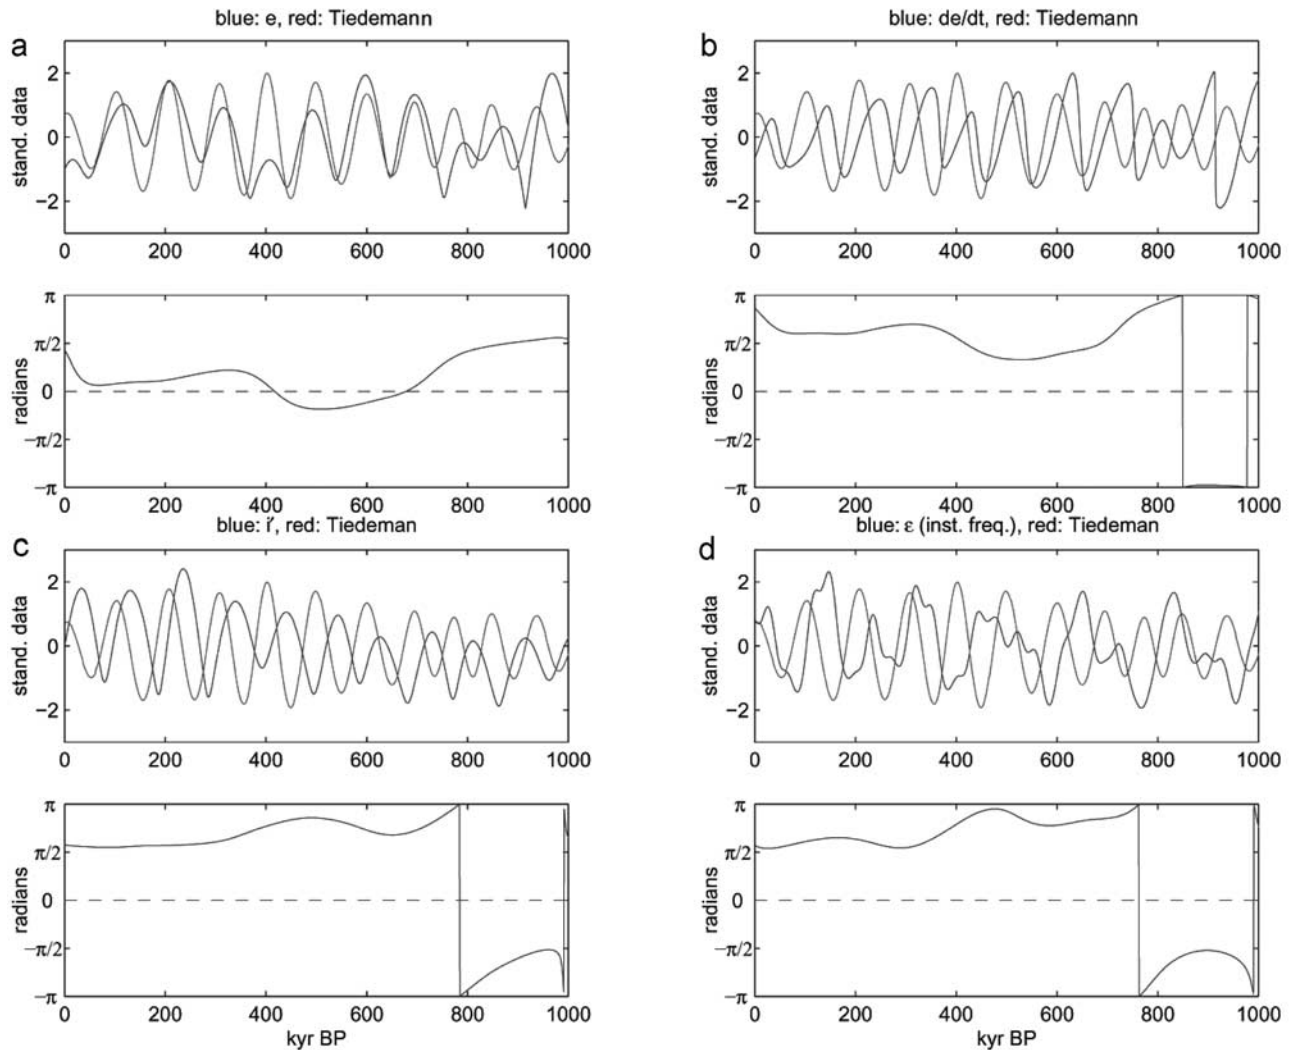 blue: e, red: Tiedemann
a
stand. data
2
0
−2
0 200 400 600 800 1000
radians
π
π/2
0
−π/2
−π
0 200 400 600 800 1000
blue: de/dt, red: Tiedemann
b
stand. data
2
0
−2
0 200 400 600 800 1000
radians
π
π/2
0
−π/2
−π
0 200 400 600 800 1000
blue: i′, red: Tiedeman
c
stand. data
2
0
−2
0 200 400 600 800 1000
radians
π
π/2
0
−π/2
−π
0 200 400 600 800 1000
kyr BP
blue: ε (inst. freq.), red: Tiedeman
d
stand. data
2
0
−2
0 200 400 600 800 1000
radians
π
π/2
0
−π/2
−π
0 200 400 600 800 1000
kyr BP